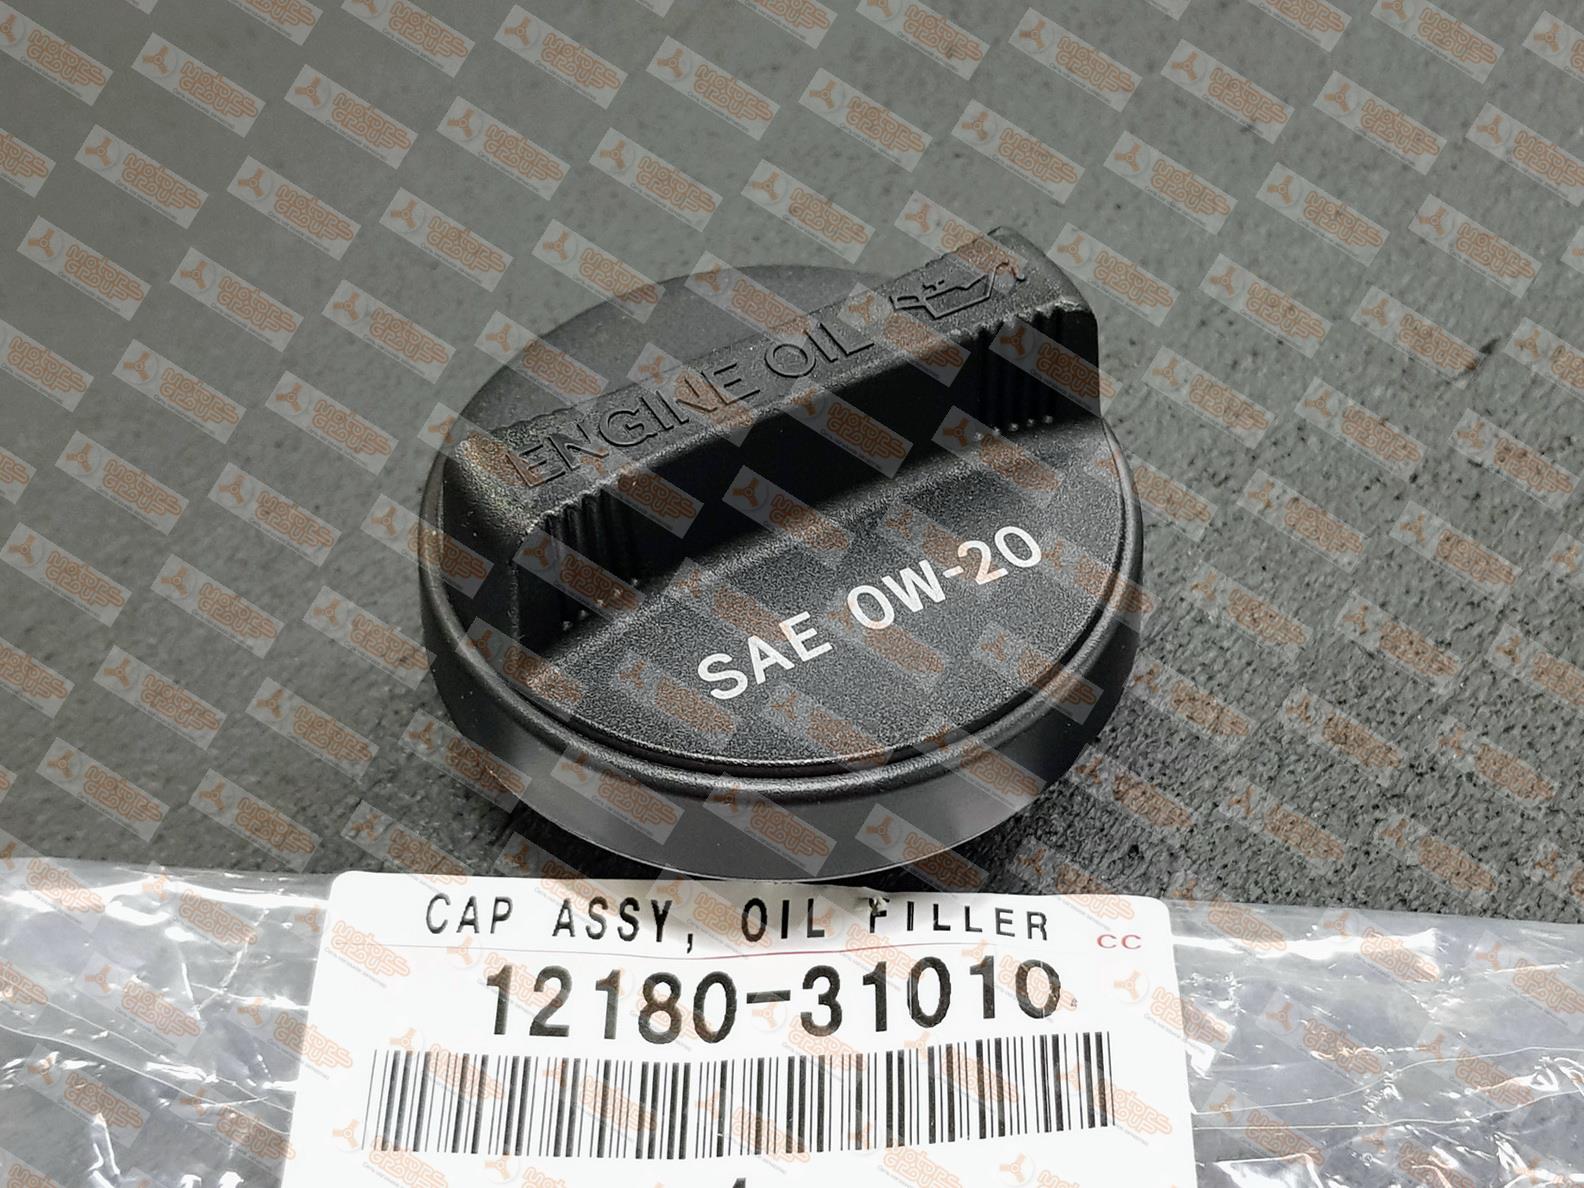 ENGINE OIL
SAE 0W-20
CAP ASSY, OIL FILLER
CC
12180-31010